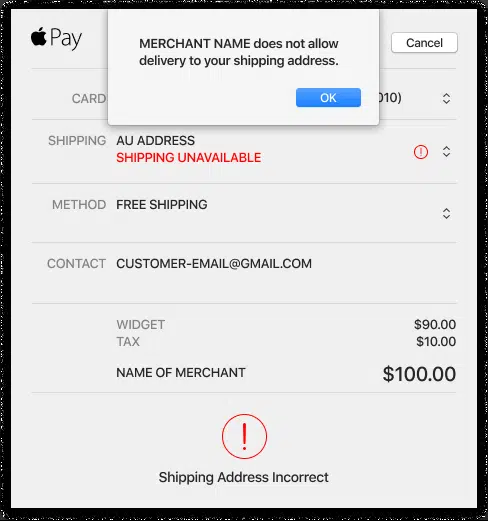 Pay
MERCHANT NAME does not allow
delivery to your shipping address.
Cancel
OK
CARD
010)
SHIPPING
AU ADDRESS
SHIPPING UNAVAILABLE
METHOD
FREE SHIPPING
CONTACT
CUSTOMER-EMAIL@GMAIL.COM
WIDGET $90.00
TAX $10.00
NAME OF MERCHANT $100.00
Shipping Address Incorrect